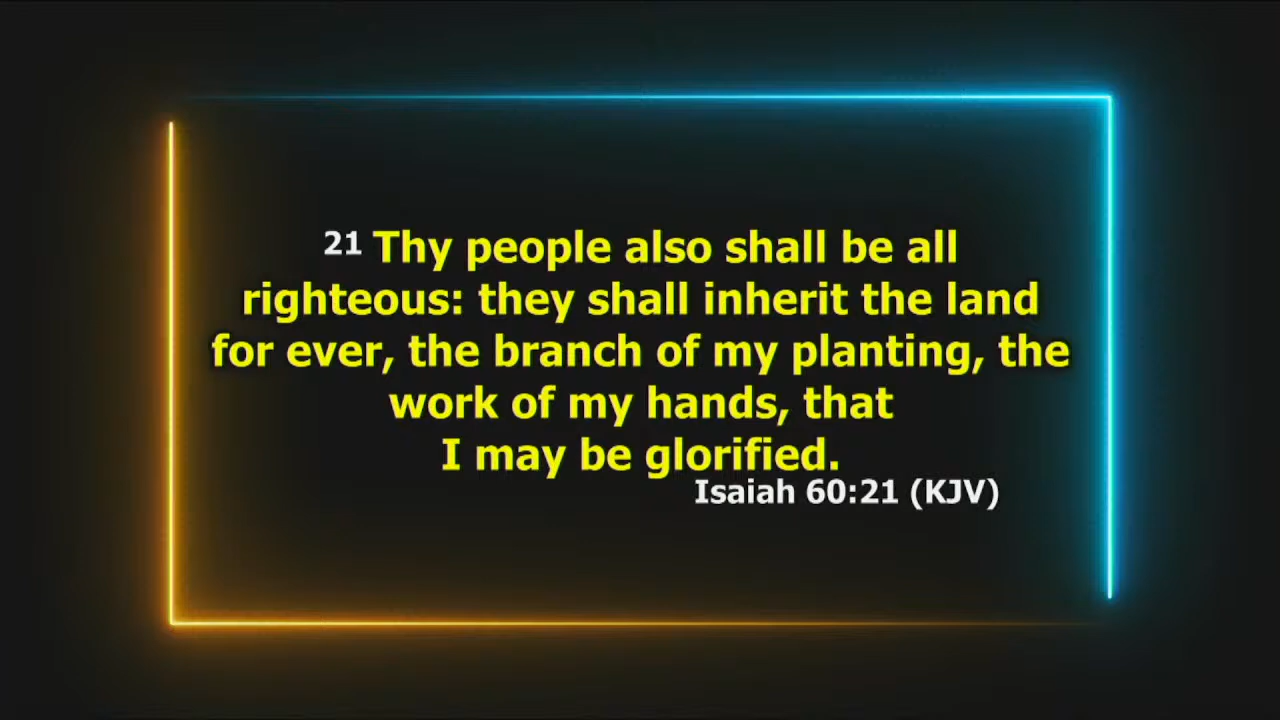 21 Thy people also shall be all
righteous: they shall inherit the land
for ever, the branch of my planting, the
work of my hands, that
I may be glorified.
Isaiah 60:21 (KJV)